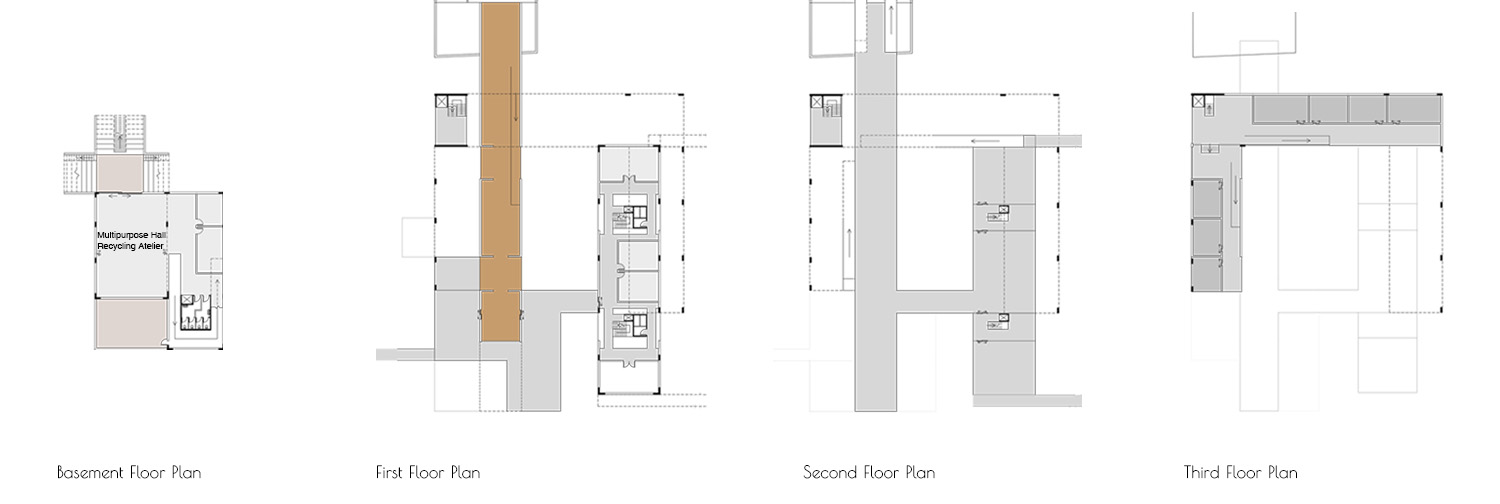 Multipurpose Hall
Recycling Atelier
Basement Floor Plan
First Floor Plan
Second Floor Plan
Third Floor Plan